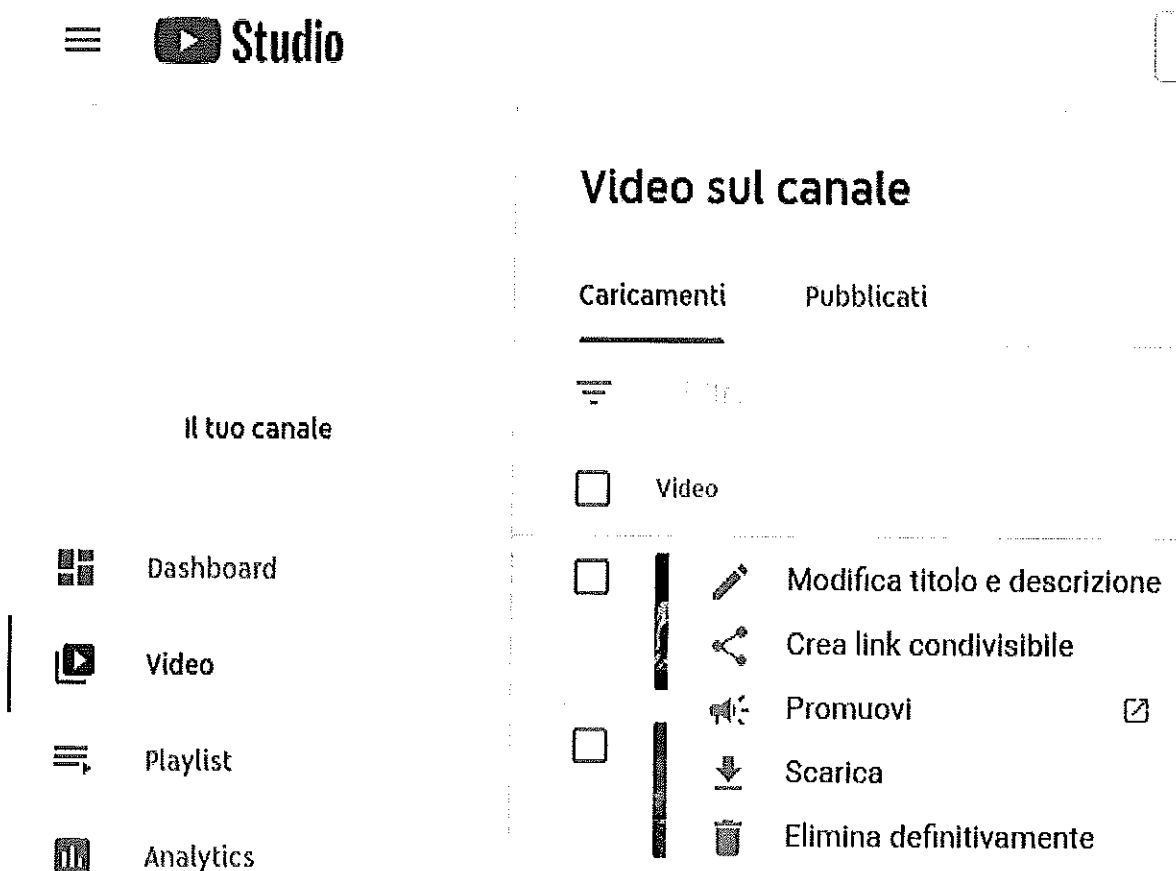 Studio
Video sul canale
Caricamenti
Pubblicati
Il tuo canale
Video
Dashboard
Video
Playlist
Analytics
Modifica titolo e descrizione
Crea link condivisibile
Promuovi
Scarica
Elimina definitivamente